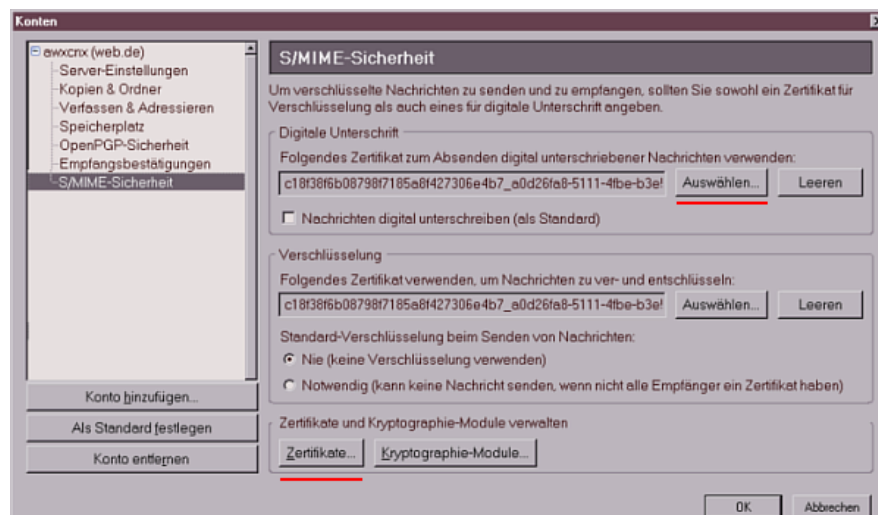 Konten
awxcnx (web.de)
Server-Einstellungen
Kopien & Ordner
Verfassen & Adressieren
Speicherplatz
OpenPGP-Sicherheit
Empfangsbestätigungen
S/MIME-Sicherheit
Konto hinzufügen...
Als Standard festlegen
Konto entfernen
S/MIME-Sicherheit
Um verschlüsselte Nachrichten zu senden und zu empfangen, sollten Sie sowohl ein Zertifikat für
Verschlüsselung als auch eines für digitale Unterschrift angeben.
Digitale Unterschrift
Folgendes Zertifikat zum Absenden digital unterschriebener Nachrichten verwenden:
c18f38f6b08798f7185a8f427306e4b7_a0d26fa8-5111-4fbe-b3e! Auswählen... Leeren
Nachrichten digital unterschreiben (als Standard)
Verschlüsselung
Folgendes Zertifikat verwenden, um Nachrichten zu ver- und entschlüsseln:
c18f38f6b08798f7185a8f427306e4b7_a0d26fa8-5111-4fbe-b3e! Auswählen... Leeren
Standard-Verschlüsselung beim Senden von Nachrichten:
Nie (keine Verschlüsselung verwenden)
Notwendig (kann keine Nachricht senden, wenn nicht alle Empfänger ein Zertifikat haben)
Zertifikate und Kryptographie-Module verwalten
Zertifikate... Kryptographie-Module...
OK Abbrechen